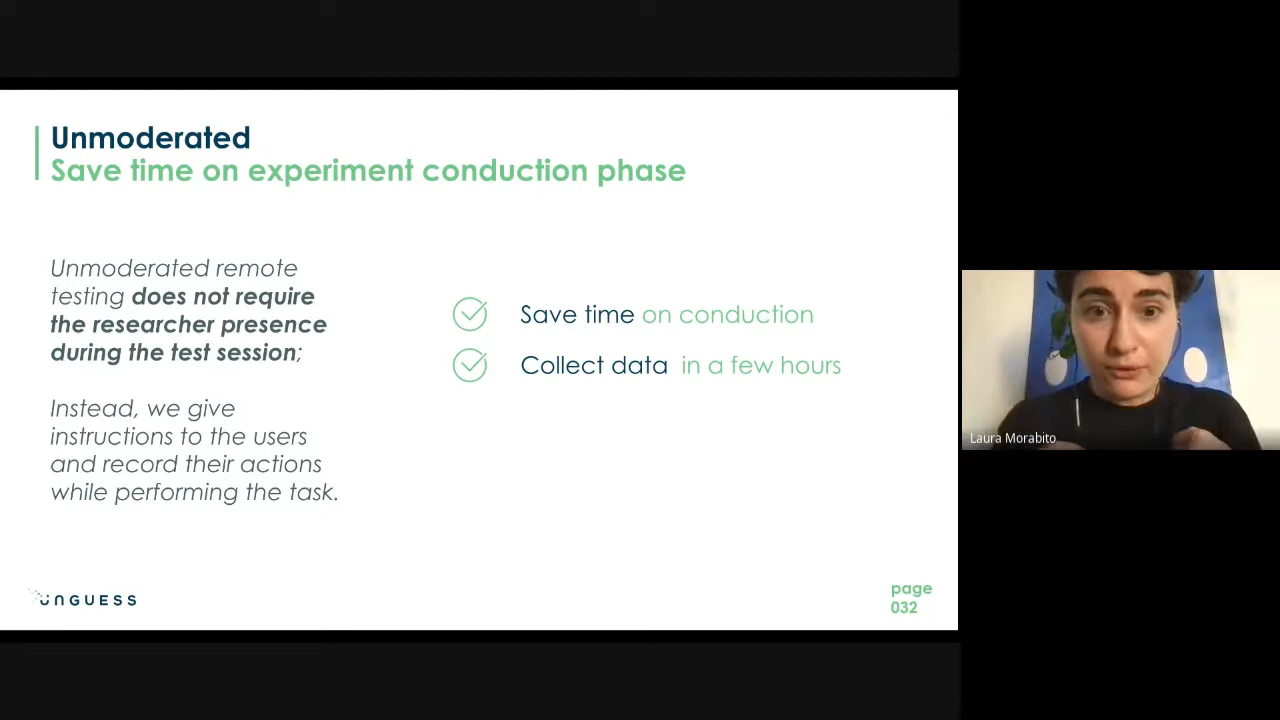 Unmoderated
Save time on experiment conduction phase
Unmoderated remote
testing does not require
the researcher presence
during the test session;
Instead, we give
instructions to the users
and record their actions
while performing the task.
Save time on conduction
Collect data in a few hours
UNGUESS
page
032
Laura Morabito